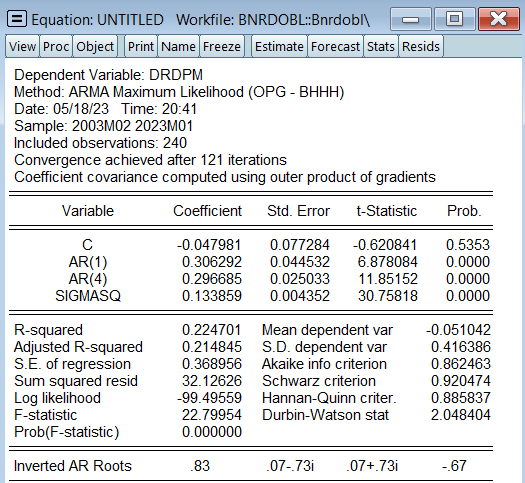 Equation: UNTITLED Workfile: BNRDOBL::Bnrdobl\
View Proc Object Print Name Freeze Estimate Forecast Stats Resids
Dependent Variable: DRDPM
Method: ARMA Maximum Likelihood (OPG - BHHH)
Date: 05/18/23 Time: 20:41
Sample: 2003M02 2023M01
Included observations: 240
Convergence achieved after 121 iterations
Coefficient covariance computed using outer product of gradients
Variable Coefficient Std. Error t-Statistic Prob.
C -0.047981 0.077284 -0.620841 0.5353
AR(1) 0.306292 0.044532 6.878084 0.0000
AR(4) 0.296685 0.025033 11.85152 0.0000
SIGMASQ 0.133859 0.004352 30.75818 0.0000
R-squared 0.224701 Mean dependent var -0.051042
Adjusted R-squared 0.214845 S.D. dependent var 0.416386
S.E. of regression 0.368956 Akaike info criterion 0.862463
Sum squared resid 32.12626 Schwarz criterion 0.920474
Log likelihood -99.49559 Hannan-Quinn criter. 0.885837
F-statistic 22.79954 Durbin-Watson stat 2.048404
Prob(F-statistic) 0.000000
Inverted AR Roots .83 .07-.73i .07+.73i -.67